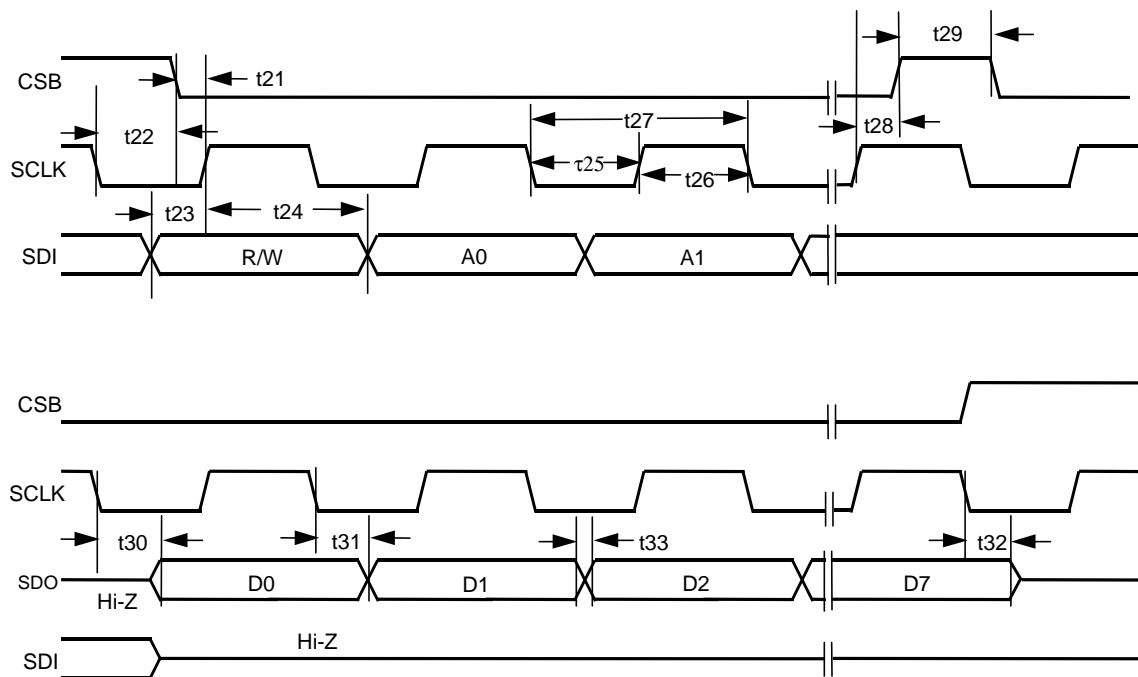 t29
CSB
t21
t22
t27
t28
SCLK
τ25
t26
t23
t24
SDI
R/W
A0
A1
CSB
SCLK
t30
t31
t33
t32
SDO
D0
D1
D2
D7
Hi-Z
Hi-Z
SDI